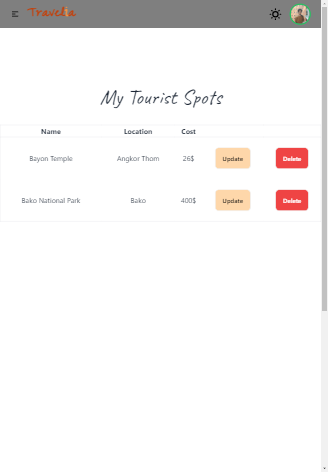 Travelia
My Tourist Spots
Name Location Cost
Bayon Temple Angkor Thom 26$ Update Delete
Bako National Park Bako 400$ Update Delete